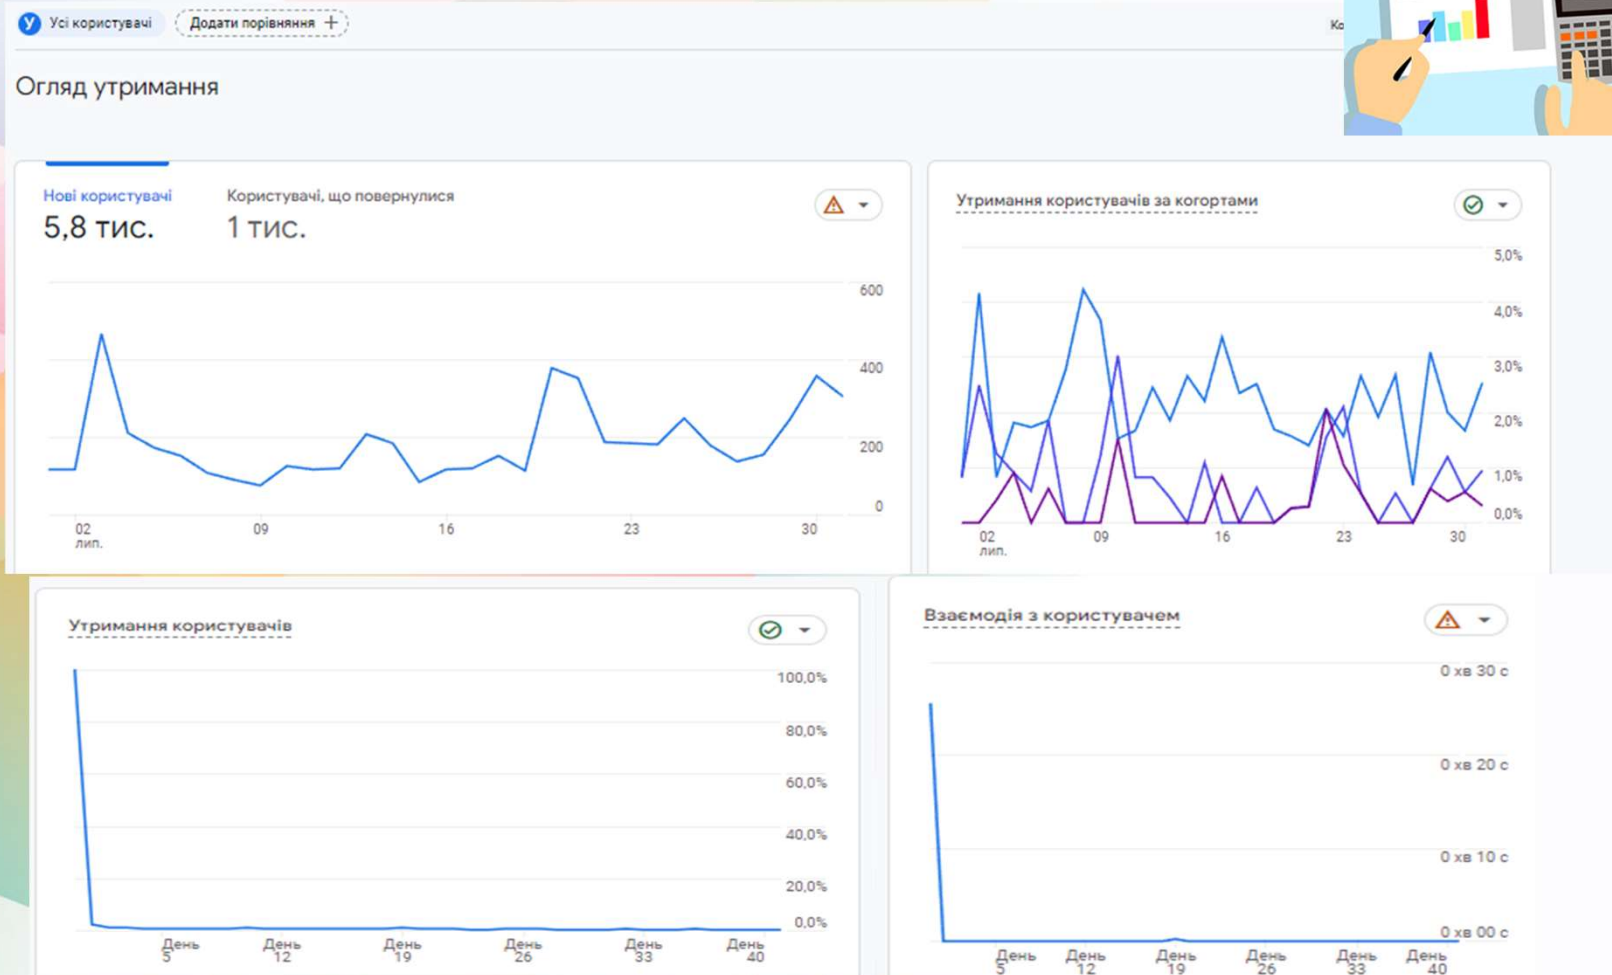 У Усі користувачі Додати порівняння + Ко
Огляд утримання
Нові користувачі Користувачі, що повернулися
5,8 тис. 1 тис.
600
400
200
0
02 09 16 23 30
лип.
Утримання користувачів за когортами
5,0%
4,0%
3,0%
2,0%
1,0%
0,0%
02 09 16 23 30
лип.
Утримання користувачів
100,0%
80,0%
60,0%
40,0%
20,0%
0,0%
День День День День День День
5 12 19 26 33 40
Взаємодія з користувачем
0 хв 30 с
0 хв 20 с
0 хв 10 с
0 хв 00 с
День День День День День День
5 12 19 26 33 40